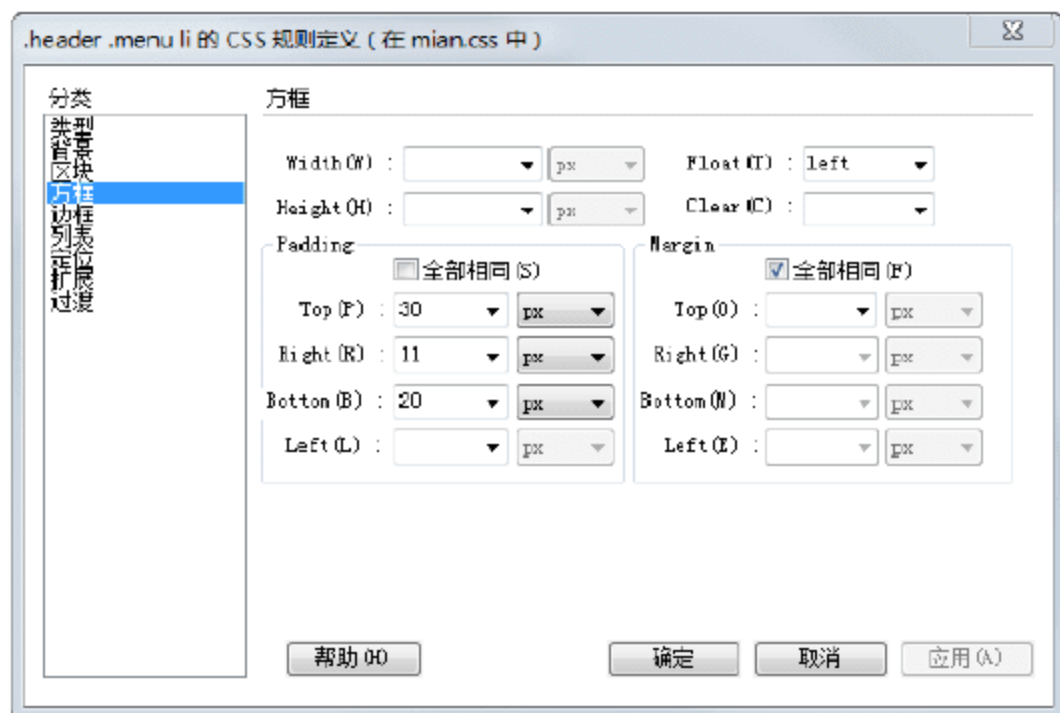 .header .menu li 的 CSS 规则定义 ( 在 mian.css 中 )
分类
类型
背景
区块
方框
边框
列表
定位
扩展
过渡
方框
Width(W) : px Float(T) : left
Height(H) : px Clear(C) :
Padding
全部相同(S)
Top(P) : 30 px
Right(R) : 11 px
Bottom(B) : 20 px
Left(L) : px
Margin
全部相同(F)
Top(O) : px
Right(G) : px
Bottom(M) : px
Left(E) : px
帮助(H) 确定 取消 应用(A)